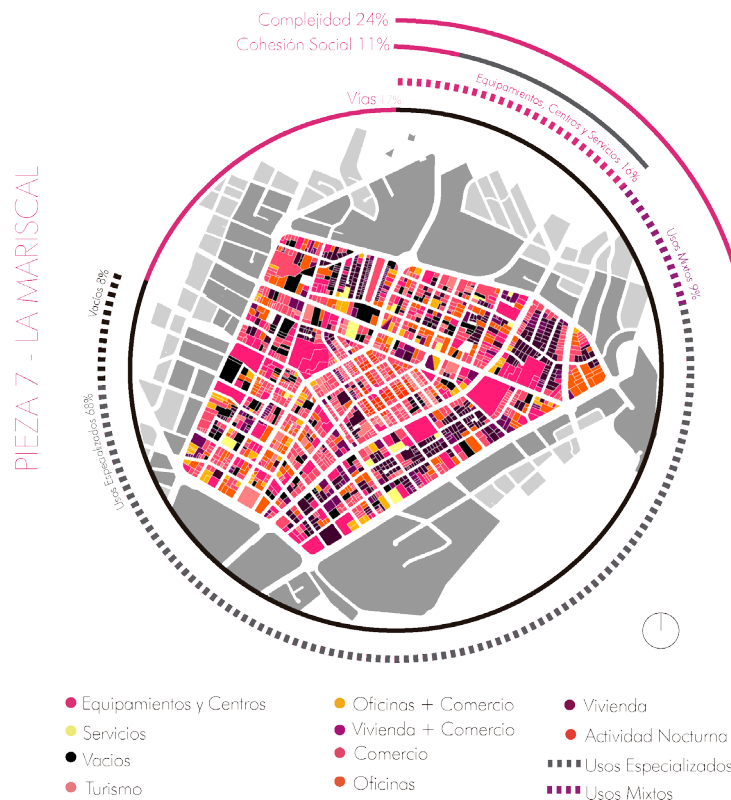 Complejidad 24%
Cohesión Social 11%
Equipamientos, Centros y Servicios 16%
Vías 17%
Usos Mixtos 9%
PIEZA 7 - LA MARISCAL
Vacíos 8%
Usos Especializados 68%
Equipamientos y Centros
Servicios
Vacios
Turismo
Oficinas + Comercio
Vivienda + Comercio
Comercio
Oficinas
Vivienda
Actividad Nocturna
Usos Especializados
Usos Mixtos